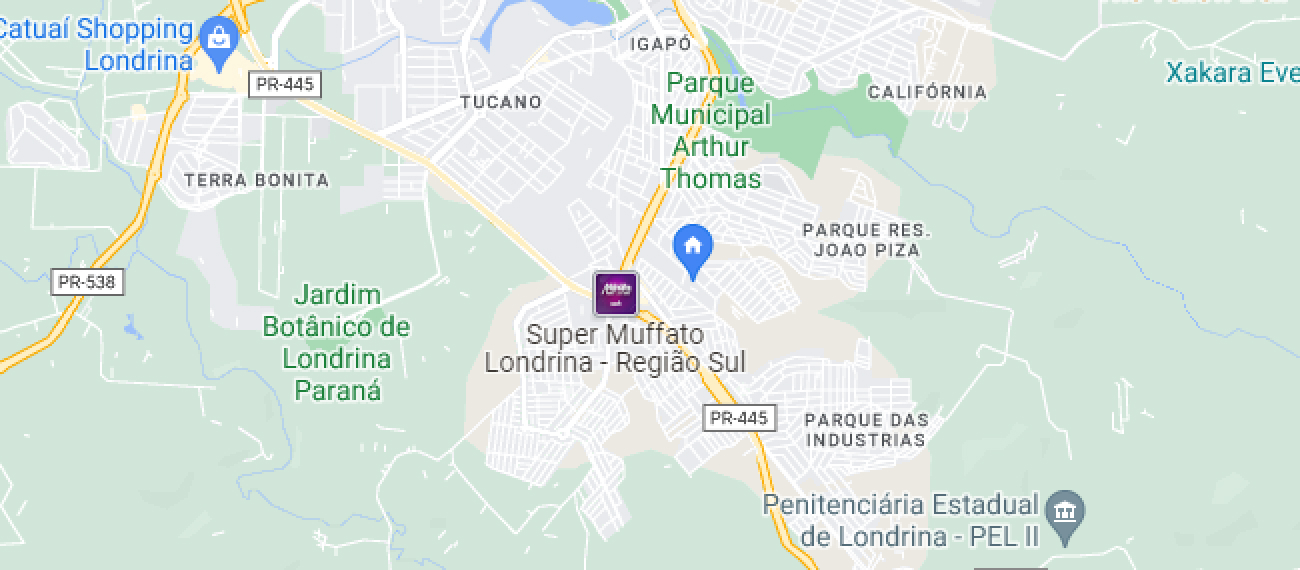 Catuaí Shopping
Londrina
PR-445
IGAPÓ
TUCANO
Parque
Municipal
Arthur
Thomas
CALIFÓRNIA
Xakara Eve
TERRA BONITA
PARQUE RES.
JOAO PIZA
PR-538
Jardim
Botânico de
Londrina
Paraná
Super Muffato
Londrina - Região Sul
PR-445
PARQUE DAS
INDUSTRIAS
Penitenciária Estadual
de Londrina - PEL II